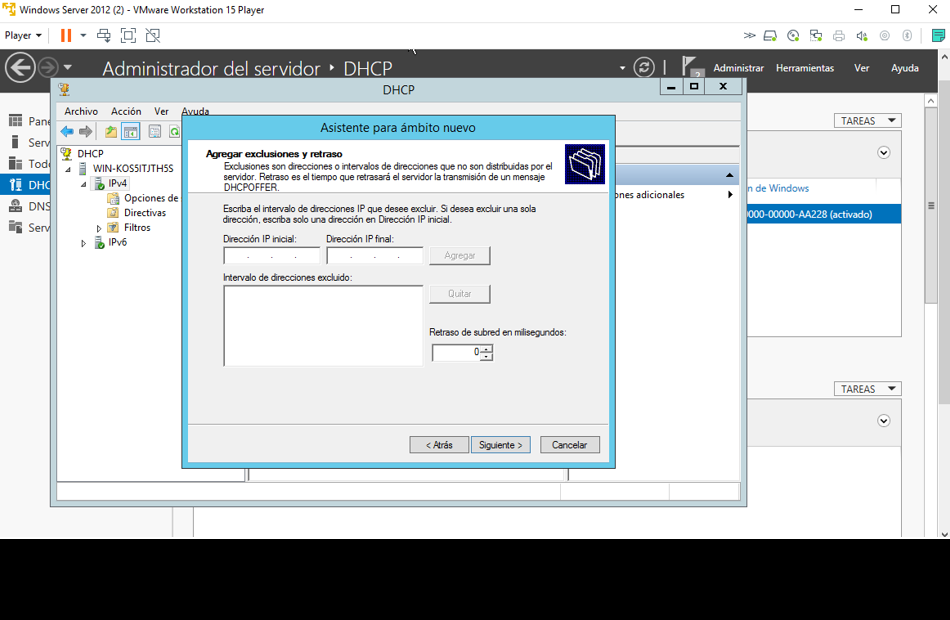 Windows Server 2012 (2) - VMware Workstation 15 Player
Player
Administrador del servidor
DHCP
2
Administrar
Herramientas
Ver
Ayuda
DHCP
Archivo
Acción
Ver
Ayuda
DHCP
WIN-KOS5ITJTH5S
IPv4
Opciones de
Directivas
Filtros
IPv6
Asistente para ámbito nuevo
Agregar exclusiones y retraso
Exclusiones son direcciones o intervalos de direcciones que no son distribuidas por el
servidor. Retraso es el tiempo que retrasará el servidor la transmisión de un mensaje
DHCPOFFER.
Escriba el intervalo de direcciones IP que desee excluir. Si desea excluir una sola
dirección, escriba solo una dirección en Dirección IP inicial.
Dirección IP inicial:
Dirección IP final:
Agregar
Intervalo de direcciones excluido:
Quitar
Retraso de subred en milisegundos:
0
< Atrás
Siguiente >
Cancelar
Pane
Serv
Todo
DHC
DNS
Serv
ones adicionales
TAREAS
n de Windows
0000-00000-AA228 (activado)
TAREAS